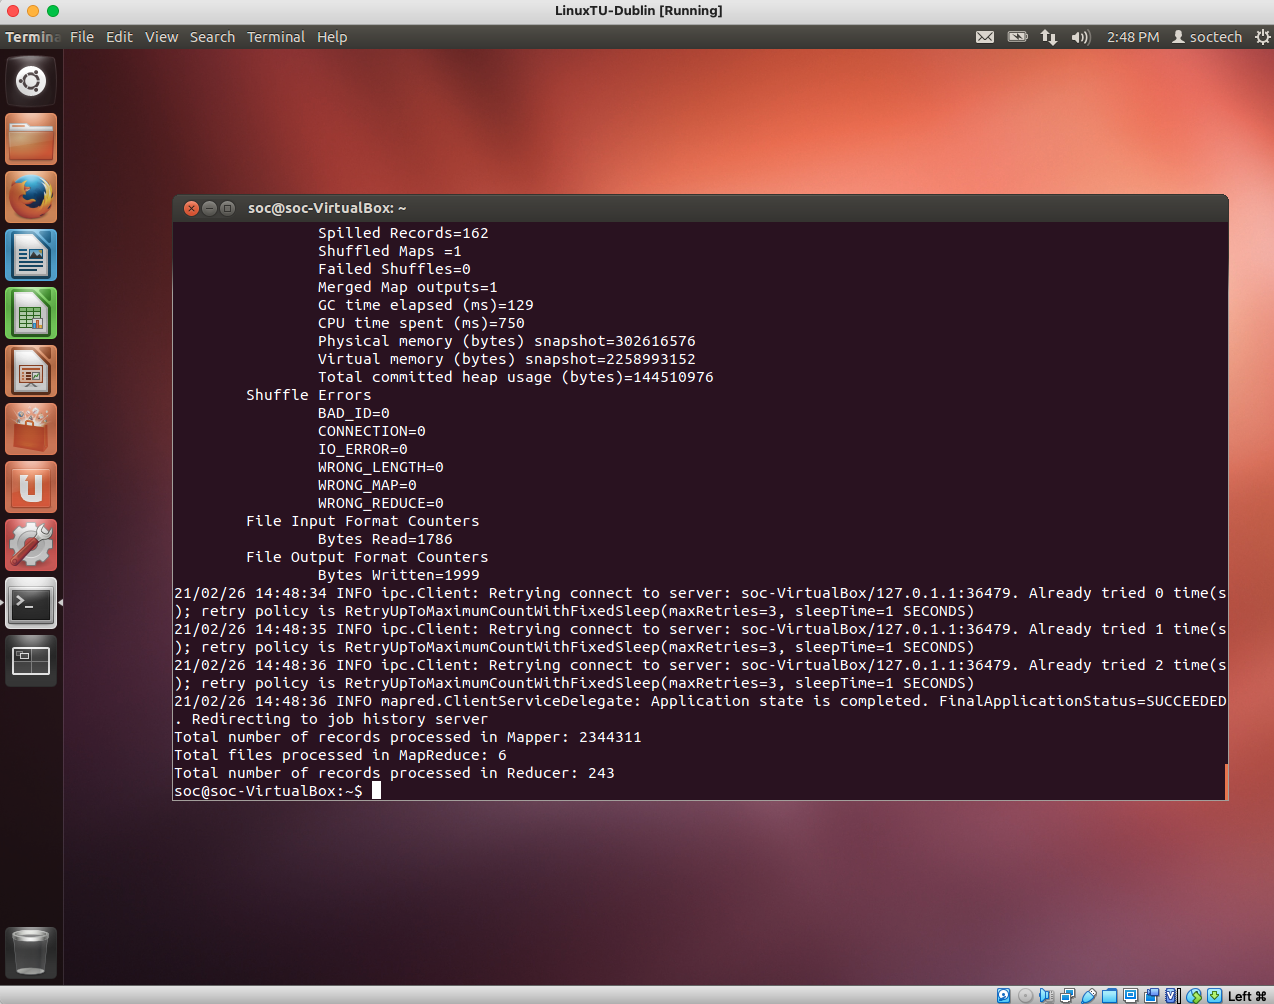 LinuxTU-Dublin [Running]
Termina File Edit View Search Terminal Help
2:48 PM soctech
soc@soc-VirtualBox: ~
Spilled Records=162
Shuffled Maps =1
Failed Shuffles=0
Merged Map outputs=1
GC time elapsed (ms)=129
CPU time spent (ms)=750
Physical memory (bytes) snapshot=302616576
Virtual memory (bytes) snapshot=2258993152
Total committed heap usage (bytes)=144510976
Shuffle Errors
BAD_ID=0
CONNECTION=0
IO_ERROR=0
WRONG_LENGTH=0
WRONG_MAP=0
WRONG_REDUCE=0
File Input Format Counters
Bytes Read=1786
File Output Format Counters
Bytes Written=1999
21/02/26 14:48:34 INFO ipc.Client: Retrying connect to server: soc-VirtualBox/127.0.1.1:36479. Already tried 0 time(s
); retry policy is RetryUpToMaximumCountWithFixedSleep(maxRetries=3, sleepTime=1 SECONDS)
21/02/26 14:48:35 INFO ipc.Client: Retrying connect to server: soc-VirtualBox/127.0.1.1:36479. Already tried 1 time(s
); retry policy is RetryUpToMaximumCountWithFixedSleep(maxRetries=3, sleepTime=1 SECONDS)
21/02/26 14:48:36 INFO ipc.Client: Retrying connect to server: soc-VirtualBox/127.0.1.1:36479. Already tried 2 time(s
); retry policy is RetryUpToMaximumCountWithFixedSleep(maxRetries=3, sleepTime=1 SECONDS)
21/02/26 14:48:36 INFO mapred.ClientServiceDelegate: Application state is completed. FinalApplicationStatus=SUCCEEDED
. Redirecting to job history server
Total number of records processed in Mapper: 2344311
Total files processed in MapReduce: 6
Total number of records processed in Reducer: 243
soc@soc-VirtualBox:~$
Left ⌘